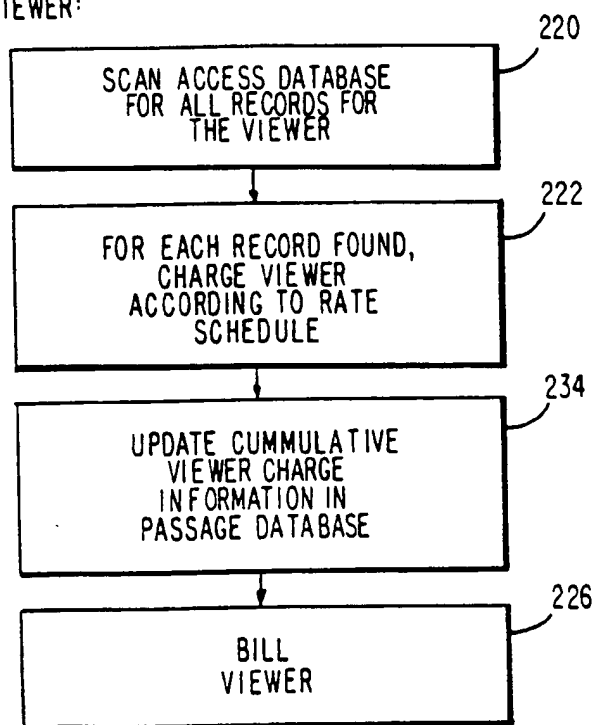 IEWER:
220
SCAN ACCESS DATABASE
FOR ALL RECORDS FOR
THE VIEWER
222
FOR EACH RECORD FOUND,
CHARGE VIEWER
ACCORDING TO RATE
SCHEDULE
234
UPDATE CUMMULATIVE
VIEWER CHARGE
INFORMATION IN
PASSAGE DATABASE
226
BILL
VIEWER